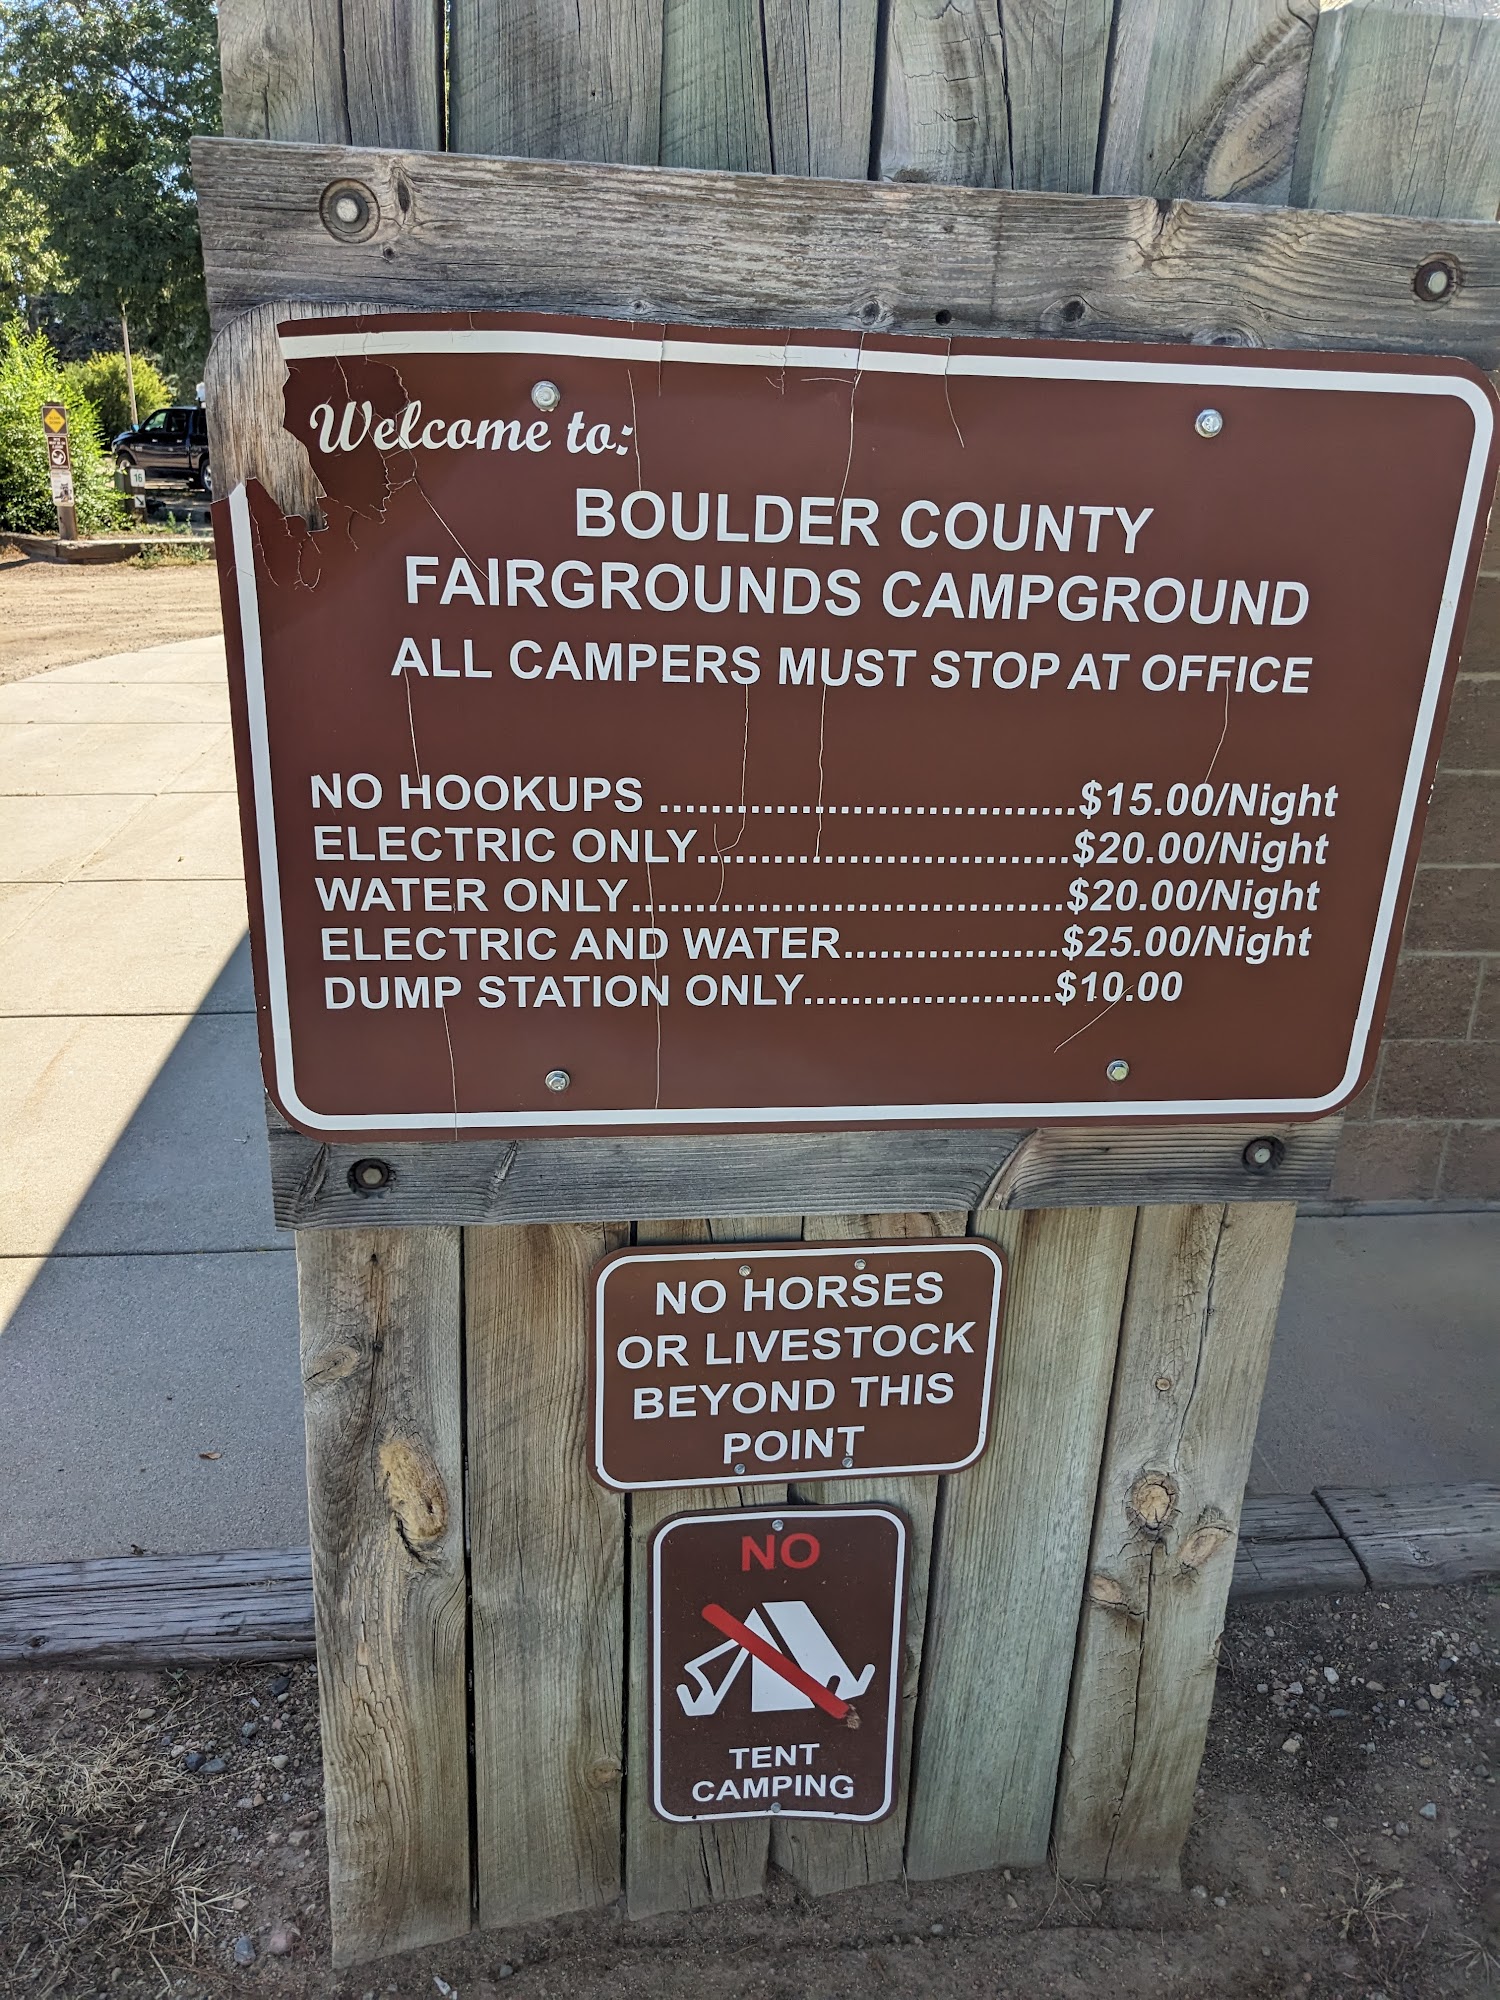 Welcome to:
BOULDER COUNTY
FAIRGROUNDS CAMPGROUND
ALL CAMPERS MUST STOP AT OFFICE
NO HOOKUPS ................................$15.00/Night
ELECTRIC ONLY.............................$20.00/Night
WATER ONLY.................................$20.00/Night
ELECTRIC AND WATER.................$25.00/Night
DUMP STATION ONLY.....................$10.00
NO HORSES
OR LIVESTOCK
BEYOND THIS
POINT
NO
TENT
CAMPING
16